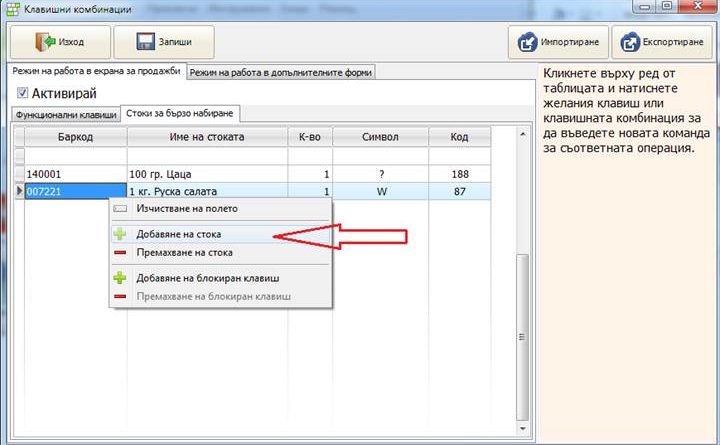 Клавишни комбинации
Изход
Запиши
Импортиране
Експортиране
Режим на работа в екрана за продажби
Режим на работа в допълнителните форми
Активирай
Функционални клавиши
Стоки за бързо набиране
Баркод Име на стоката К-во Символ Код
140001 100 гр. Цаца 1 ? 188
007221 1 кг. Руска салата 1 W 87
Изчистване на полето
Добавяне на стока
Премахване на стока
Добавяне на блокиран клавиш
Премахване на блокиран клавиш
Кликнете върху ред от
таблицата и натиснете
желания клавиш или
клавишната комбинация за
да въведете новата команда
за съответната операция.